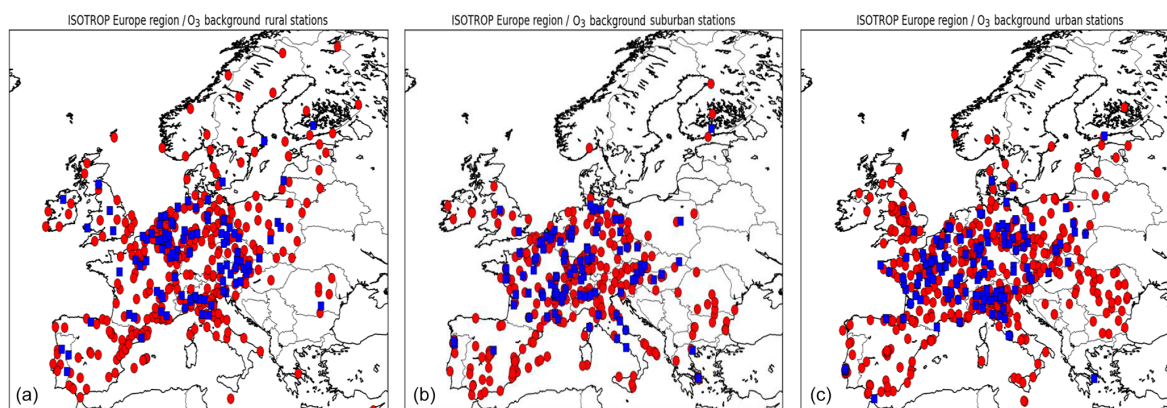 ISOTROP Europe region / O₃ background rural stations
ISOTROP Europe region / O₃ background suburban stations
ISOTROP Europe region / O₃ background urban stations
(a)
(b)
(c)